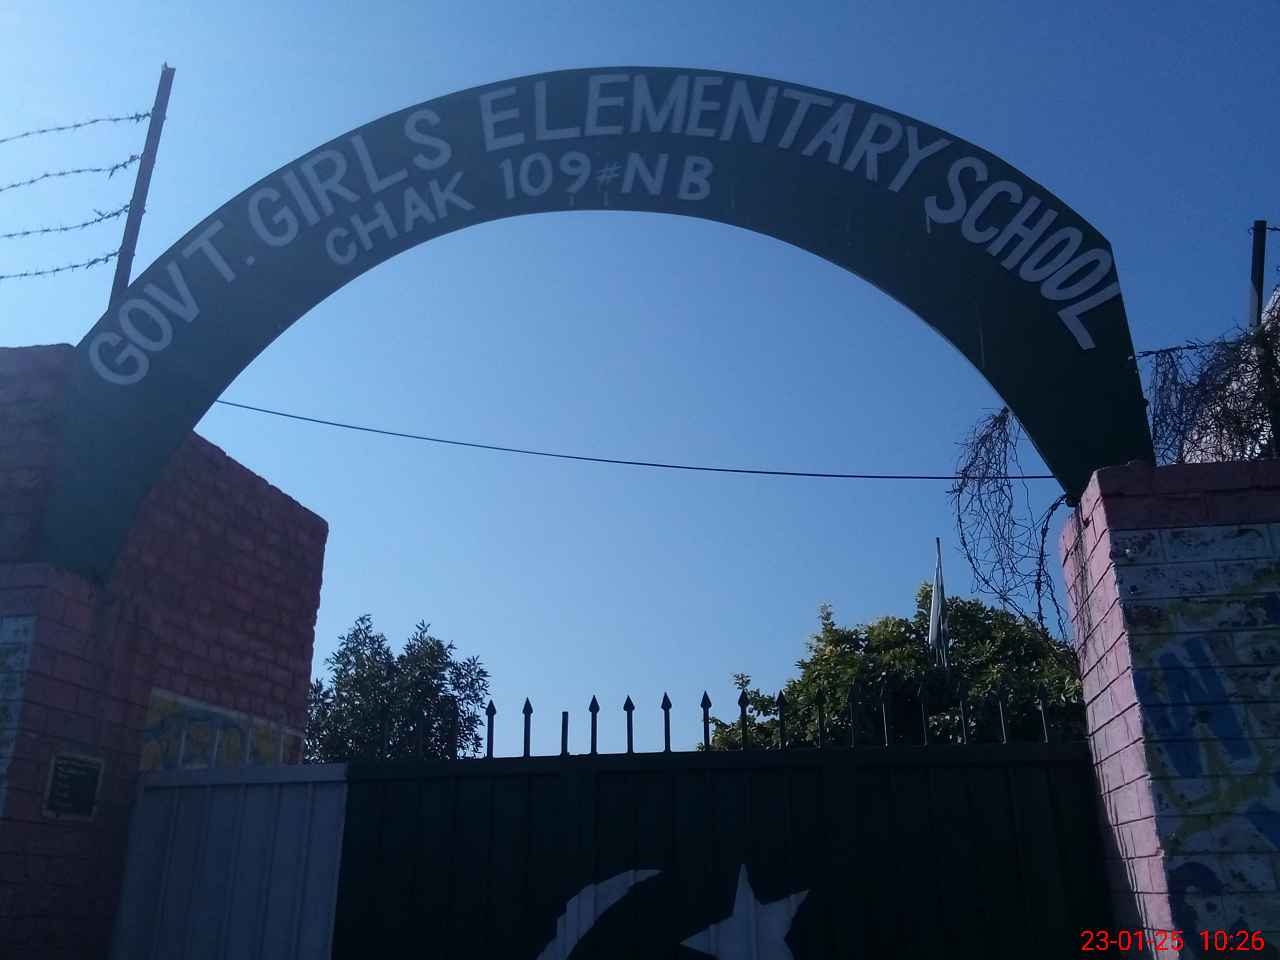 GOVT. GIRLS ELEMENTARY SCHOOL
CHAK 109#NB
23-01-25 10:26